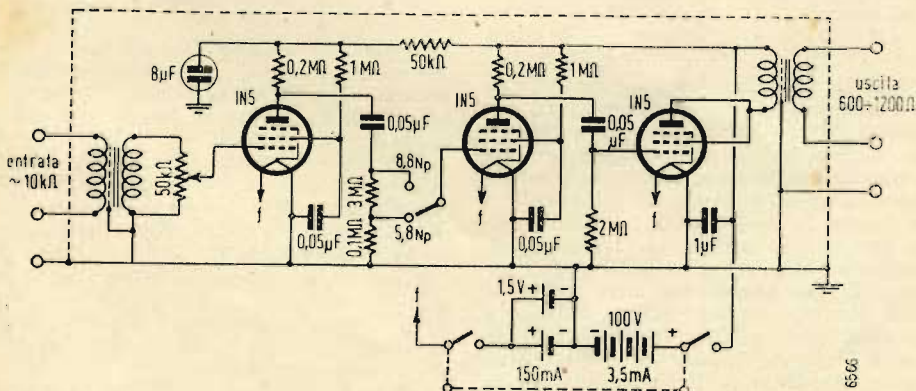 50kΩ
0,2MΩ
1MΩ
0,2MΩ
1MΩ
8µF
1N5
1N5
1N5
0,05µF
0,05
µF
uscita
600÷1200Ω
entrata
~ 10kΩ
50kΩ
8,8Np
3MΩ
5,8Np
0,1MΩ
f
f
f
0,05µF
0,05µF
2MΩ
1µF
1,5V
+
-
f
+
-
-
100V
+
150mA
3,5mA
6566